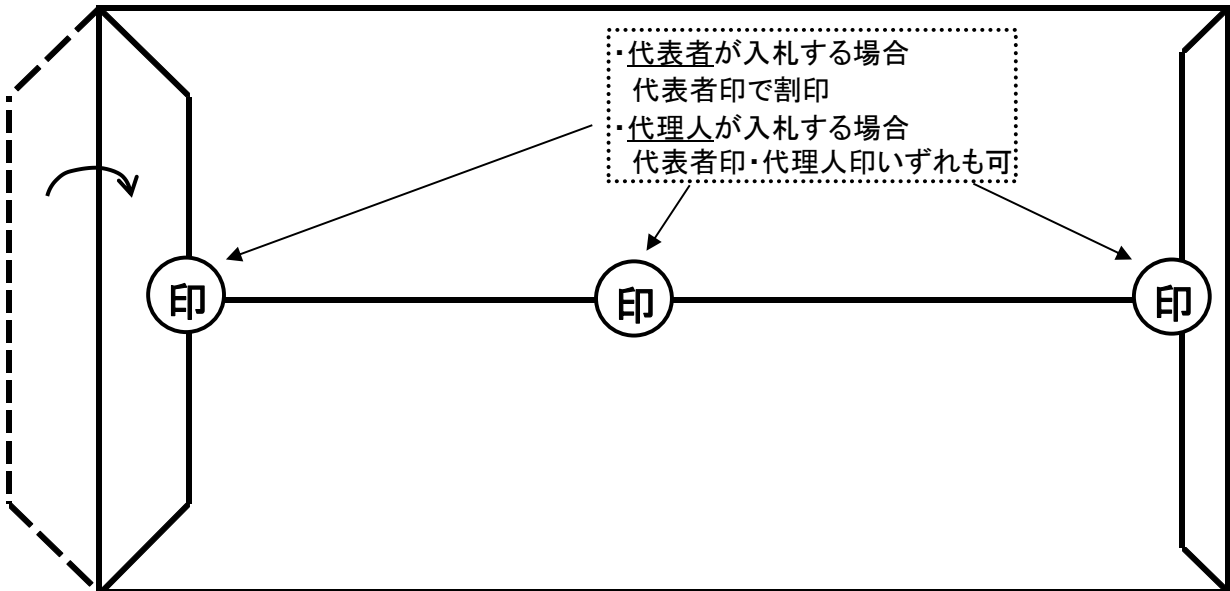 ・代表者が入札する場合
代表者印で割印
・代理人が入札する場合
代表者印・代理人印いずれも可
印
印
印